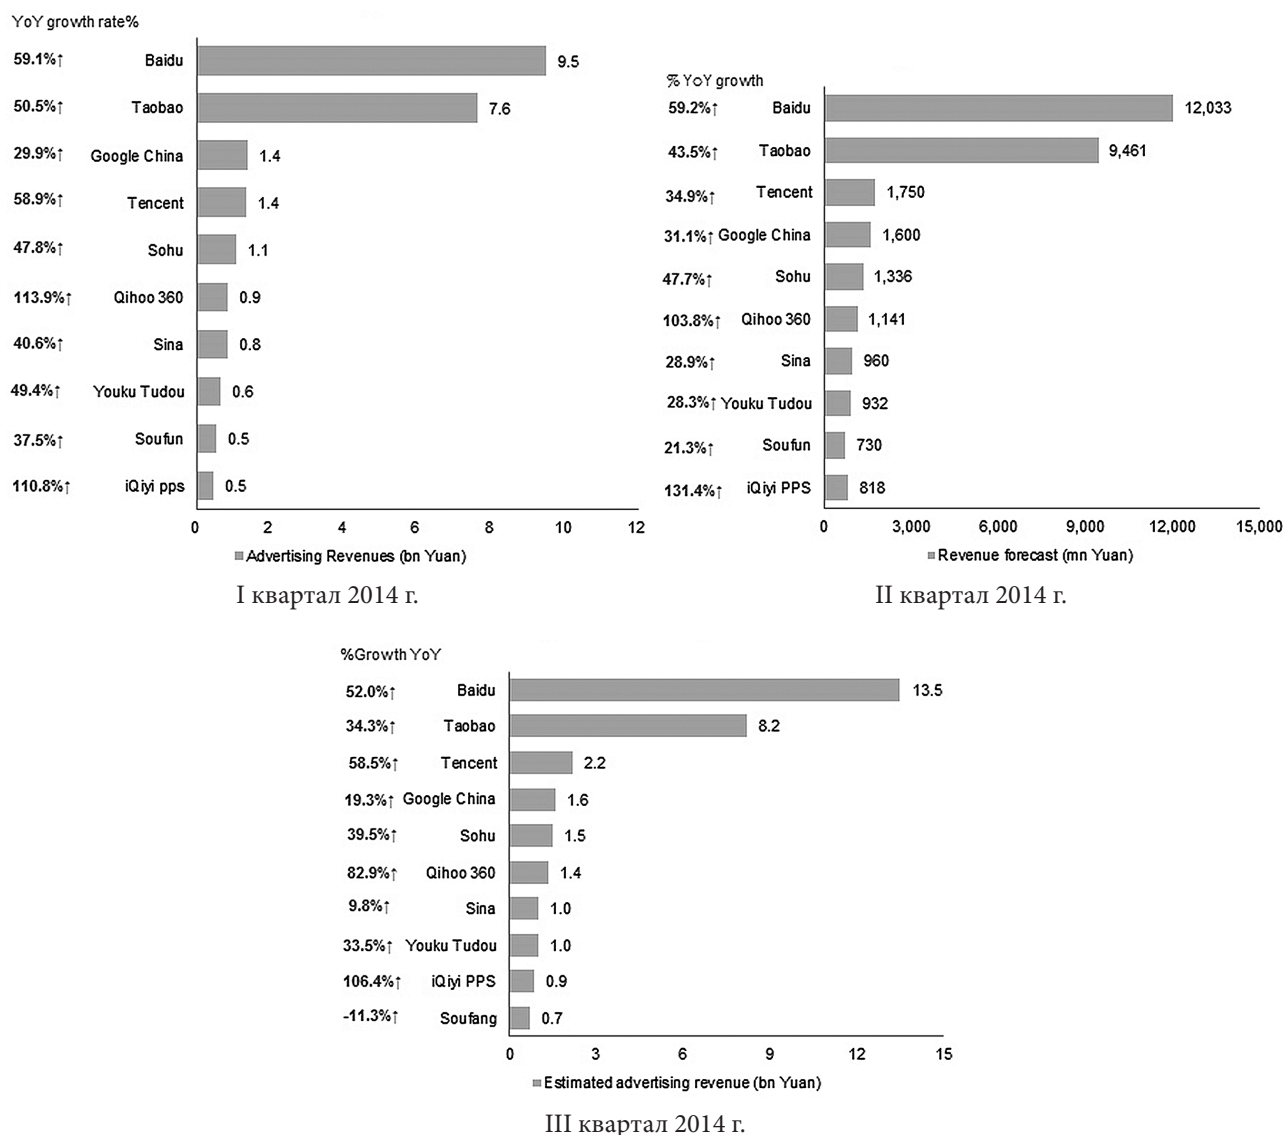 YoY growth rate%
59.1%↑ Baidu 9.5
50.5%↑ Taobao 7.6
29.9%↑ Google China 1.4
58.9%↑ Tencent 1.4
47.8%↑ Sohu 1.1
113.9%↑ Qihoo 360 0.9
40.6%↑ Sina 0.8
49.4%↑ Youku Tudou 0.6
37.5%↑ Soufun 0.5
110.8%↑ iQiyi pps 0.5
0 2 4 6 8 10 12
Advertising Revenues (bn Yuan)
I квартал 2014 г.
% YoY growth
59.2%↑ Baidu 12,033
43.5%↑ Taobao 9,461
34.9%↑ Tencent 1,750
31.1%↑ Google China 1,600
47.7%↑ Sohu 1,336
103.8%↑ Qihoo 360 1,141
28.9%↑ Sina 960
28.3%↑ Youku Tudou 932
21.3%↑ Soufun 730
131.4%↑ iQiyi PPS 818
0 3,000 6,000 9,000 12,000 15,000
Revenue forecast (mn Yuan)
II квартал 2014 г.
%Growth YoY
52.0%↑ Baidu 13.5
34.3%↑ Taobao 8.2
58.5%↑ Tencent 2.2
19.3%↑ Google China 1.6
39.5%↑ Sohu 1.5
82.9%↑ Qihoo 360 1.4
9.8%↑ Sina 1.0
33.5%↑ Youku Tudou 1.0
106.4%↑ iQiyi PPS 0.9
-11.3%↑ Soufang 0.7
0 3 6 9 12 15
Estimated advertising revenue (bn Yuan)
III квартал 2014 г.